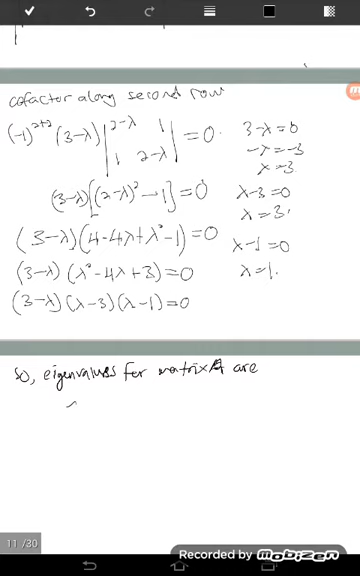 cofactor along second row
(-1)²⁺² (3-λ) | 2-λ 1 | = 0.
| 1 2-λ |
(3-λ)[(2-λ)² - 1] = 0
(3-λ)(4-4λ+λ²-1) = 0
(3-λ)(λ²-4λ+3) = 0
(3-λ)(λ-3)(λ-1) = 0
3-λ = 0
-λ = -3
λ = 3.
λ-3 = 0
λ = 3.
λ-1 = 0
λ = 1.
so, eigenvalues for matrix A are
11 /30
Recorded by Mobizen